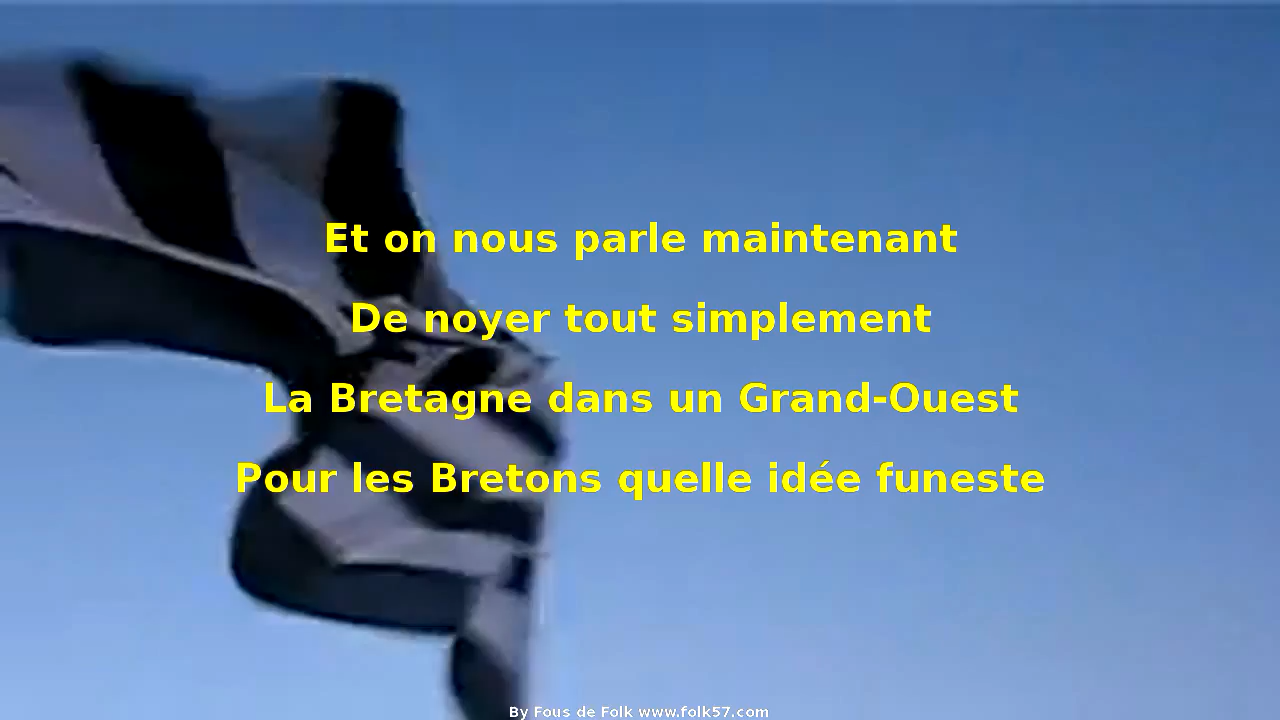 Et on nous parle maintenant
De noyer tout simplement
La Bretagne dans un Grand-Ouest
Pour les Bretons quelle idée funeste
By Fous de Folk www.folk57.com